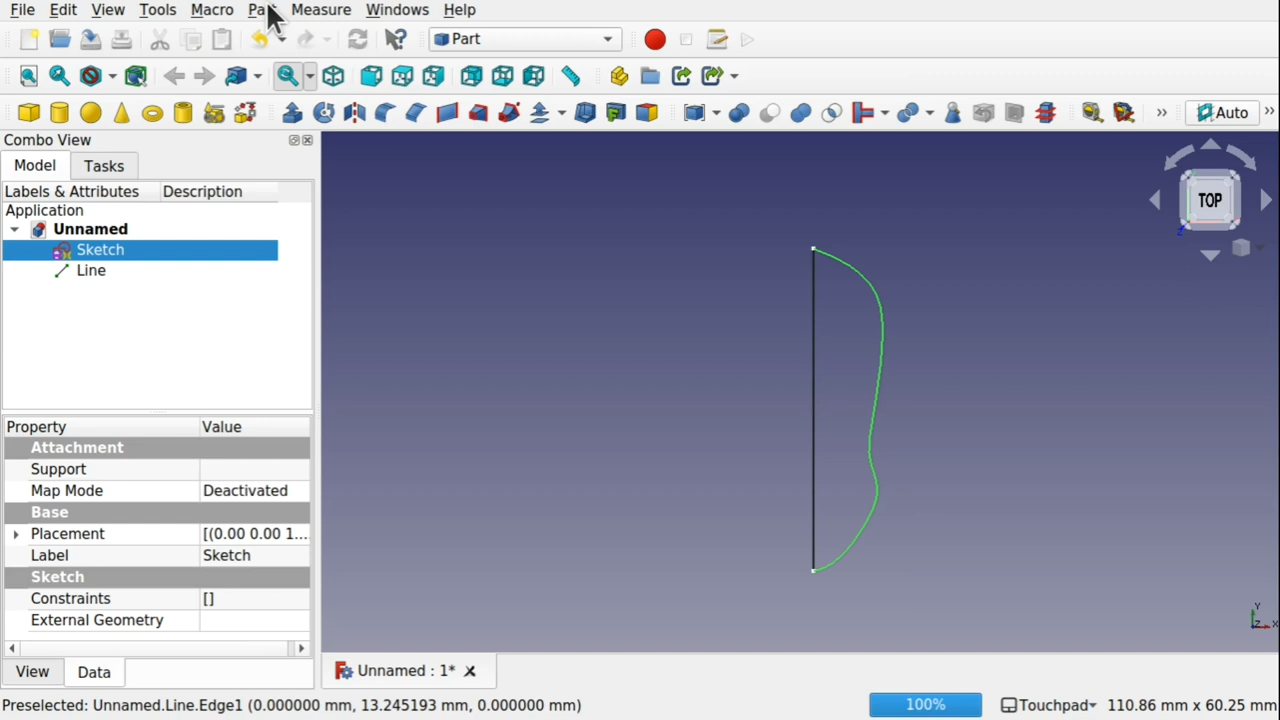 File Edit View Tools Macro Measure Windows Help
Part
Auto
Combo View
Model Tasks
Labels & Attributes Description
Application
Unnamed
Sketch
Line
TOP
Property Value
Attachment
Support
Map Mode Deactivated
Base
Placement [(0.00 0.00 1....
Label Sketch
Sketch
Constraints []
External Geometry
Y
Z X
View Data
Unnamed : 1*
Preselected: Unnamed.Line.Edge1 (0.000000 mm, 13.245193 mm, 0.000000 mm) 100% Touchpad 110.86 mm x 60.25 mm